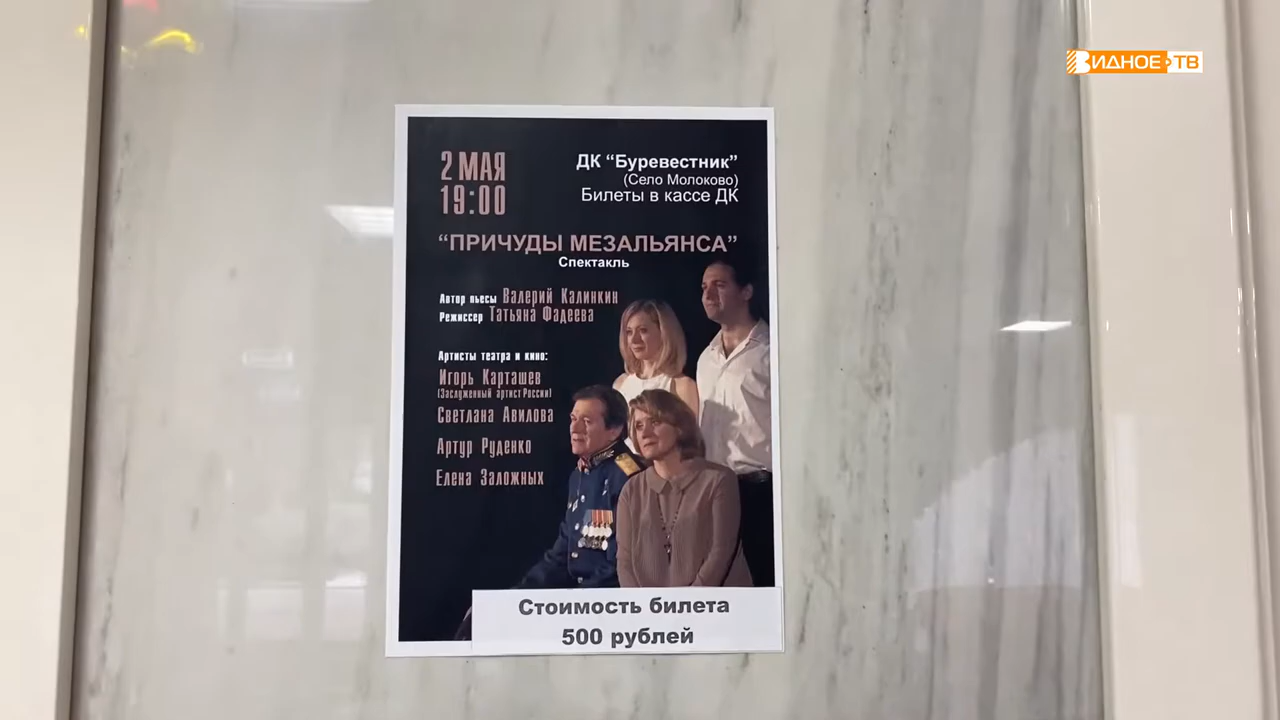 ВИДНОЕ ТВ
2 МАЯ
19:00
ДК “Буревестник”
(Село Молоково)
Билеты в кассе ДК
“ПРИЧУДЫ МЕЗАЛЬЯНСА”
Спектакль
Автор пьесы Валерий Калинкин
Режиссер Татьяна Фадеева
Артисты театра и кино:
Игорь Карташев
(Заслуженный артист России)
Светлана Авилова
Артур Руденко
Елена Заложных
Стоимость билета
500 рублей